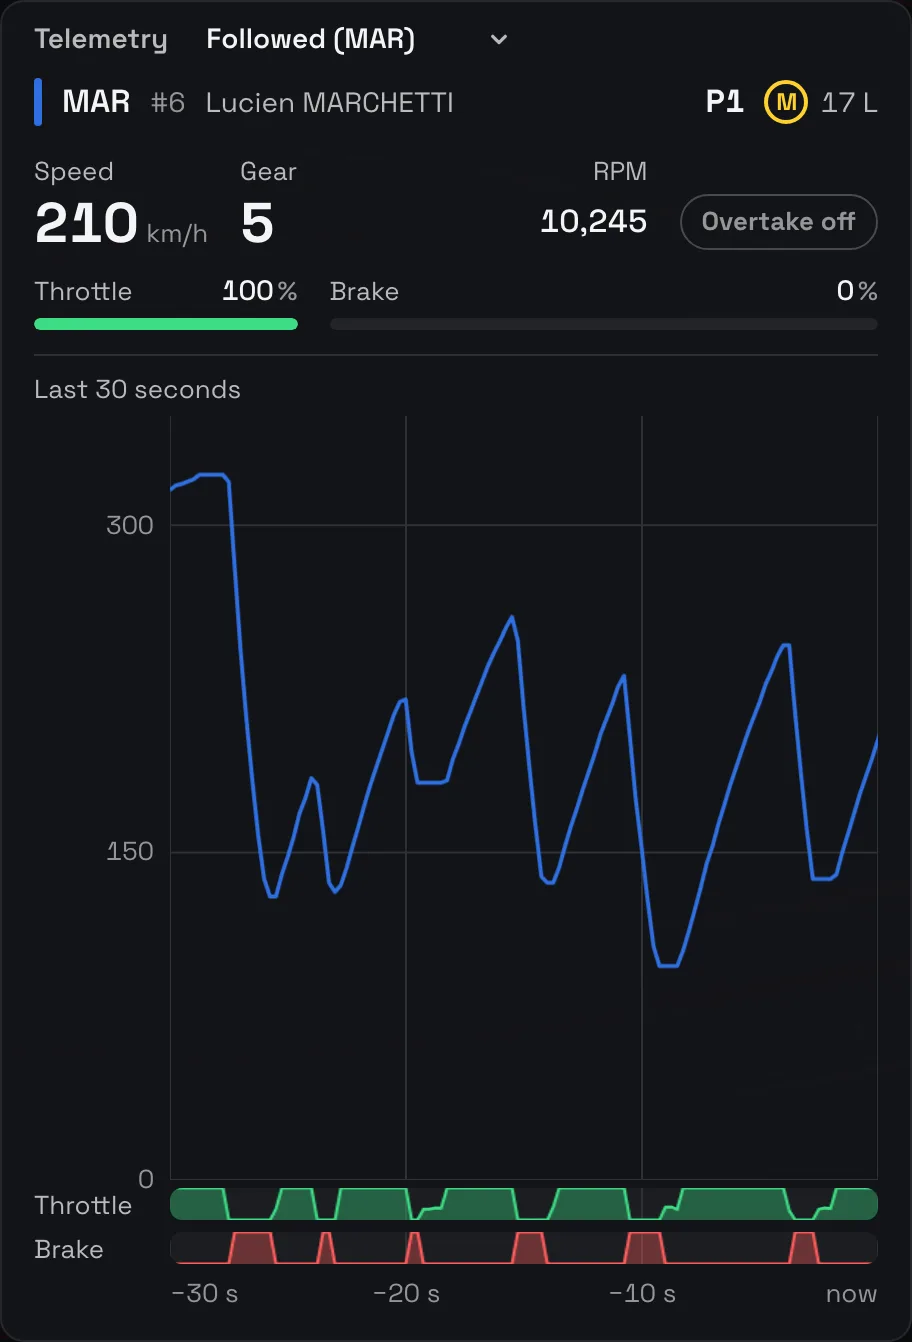 Telemetry Followed (MAR)
MAR #6 Lucien MARCHETTI P1 M 17 L
Speed Gear RPM
210 km/h 5 10,245 Overtake off
Throttle 100% Brake 0%
Last 30 seconds
300
150
0
Throttle
Brake
−30 s −20 s −10 s now